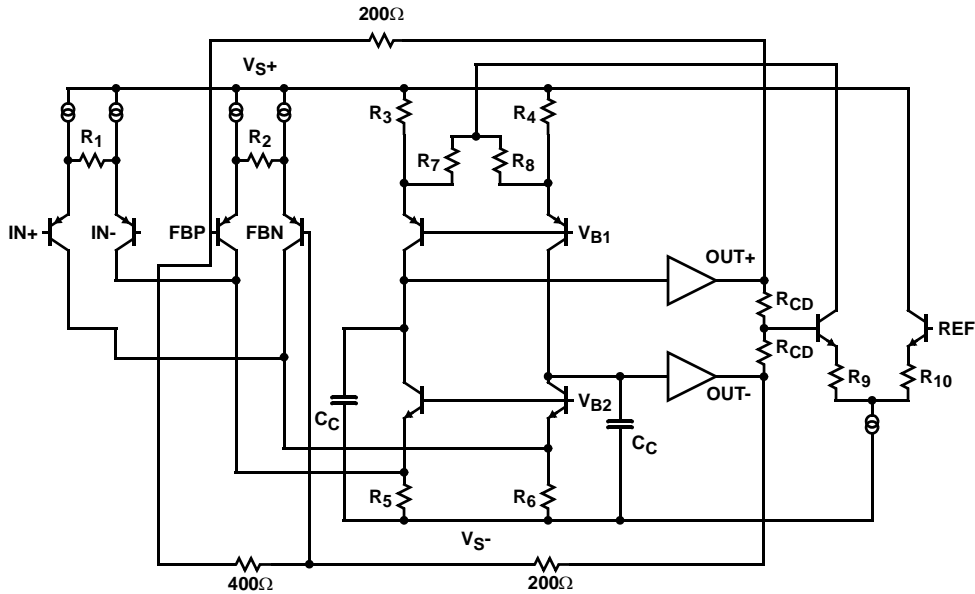 200Ω
VS+
R3
R4
R1
R2
R7
R8
IN+
IN-
FBP
FBN
VB1
OUT+
RCD
REF
RCD
R9
R10
OUT-
VB2
CC
CC
R5
R6
VS-
400Ω
200Ω